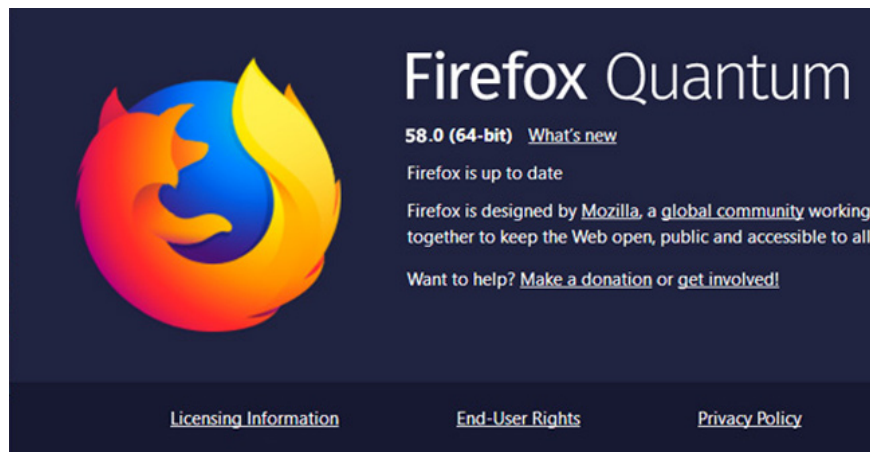 Firefox Quantum
58.0 (64-bit) What's new
Firefox is up to date
Firefox is designed by Mozilla, a global community working
together to keep the Web open, public and accessible to all
Want to help? Make a donation or get involved!
Licensing Information End-User Rights Privacy Policy